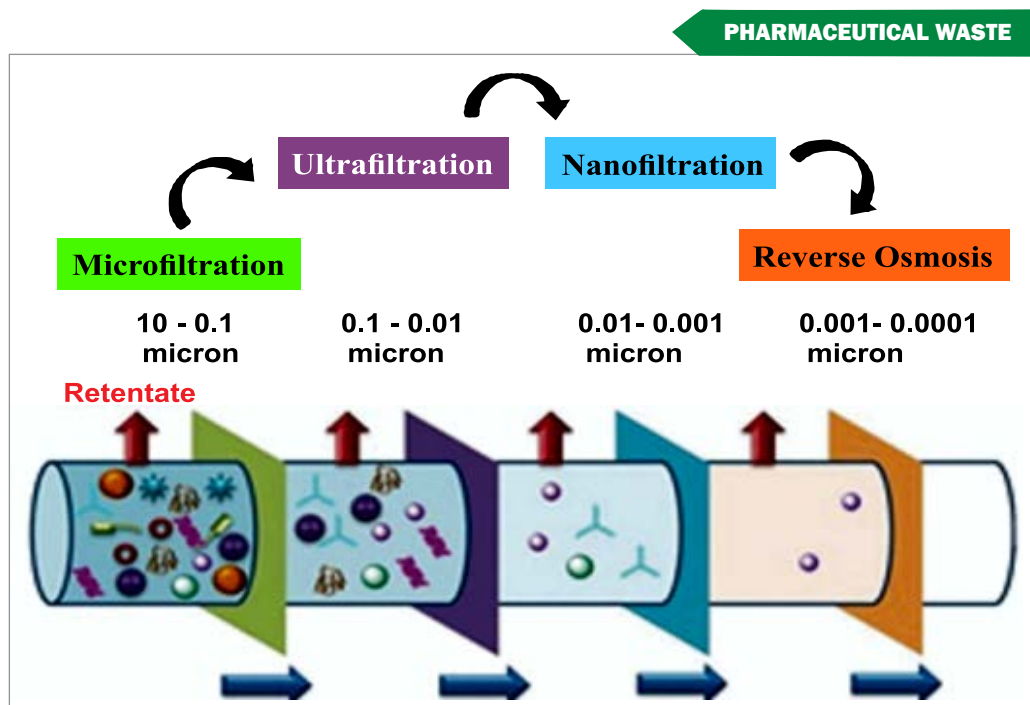 PHARMACEUTICAL WASTE
Ultrafiltration
Nanofiltration
Microfiltration
Reverse Osmosis
10 - 0.1
micron
0.1 - 0.01
micron
0.01- 0.001
micron
0.001- 0.0001
micron
Retentate